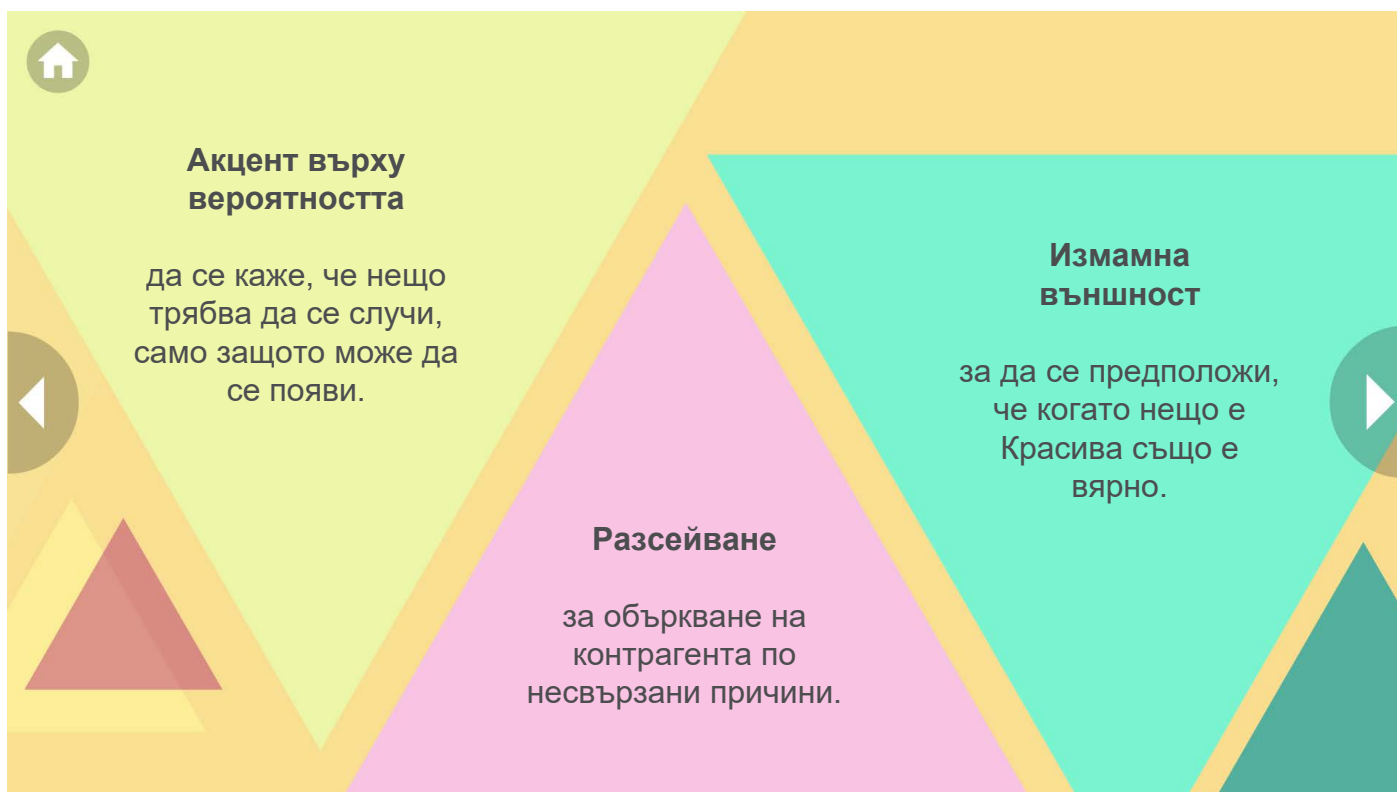 Акцент върху
вероятността
да се каже, че нещо
трябва да се случи,
само защото може да
се появи.
Разсейване
за объркване на
контрагента по
несвързани причини.
Измамна
външност
за да се предположи,
че когато нещо е
Красива също е
вярно.